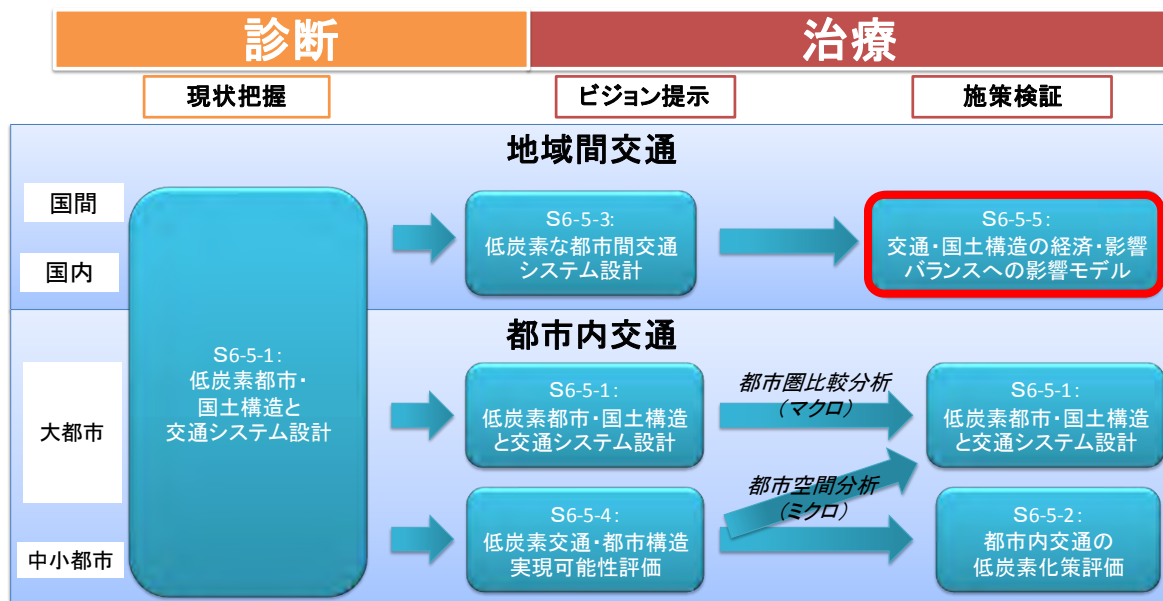 診断
治療
現状把握
ビジョン提示
施策検証
地域間交通
国間
国内
S6-5-3:
低炭素な都市間交通
システム設計
S6-5-5:
交通・国土構造の経済・影響
バランスへの影響モデル
都市内交通
大都市
中小都市
S6-5-1:
低炭素都市・
国土構造と
交通システム設計
S6-5-1:
低炭素都市・国土構造
と交通システム設計
都市圏比較分析
（マクロ）
S6-5-1:
低炭素都市・国土構造
と交通システム設計
S6-5-4:
低炭素交通・都市構造
実現可能性評価
都市空間分析
（ミクロ）
S6-5-2:
都市内交通の
低炭素化策評価